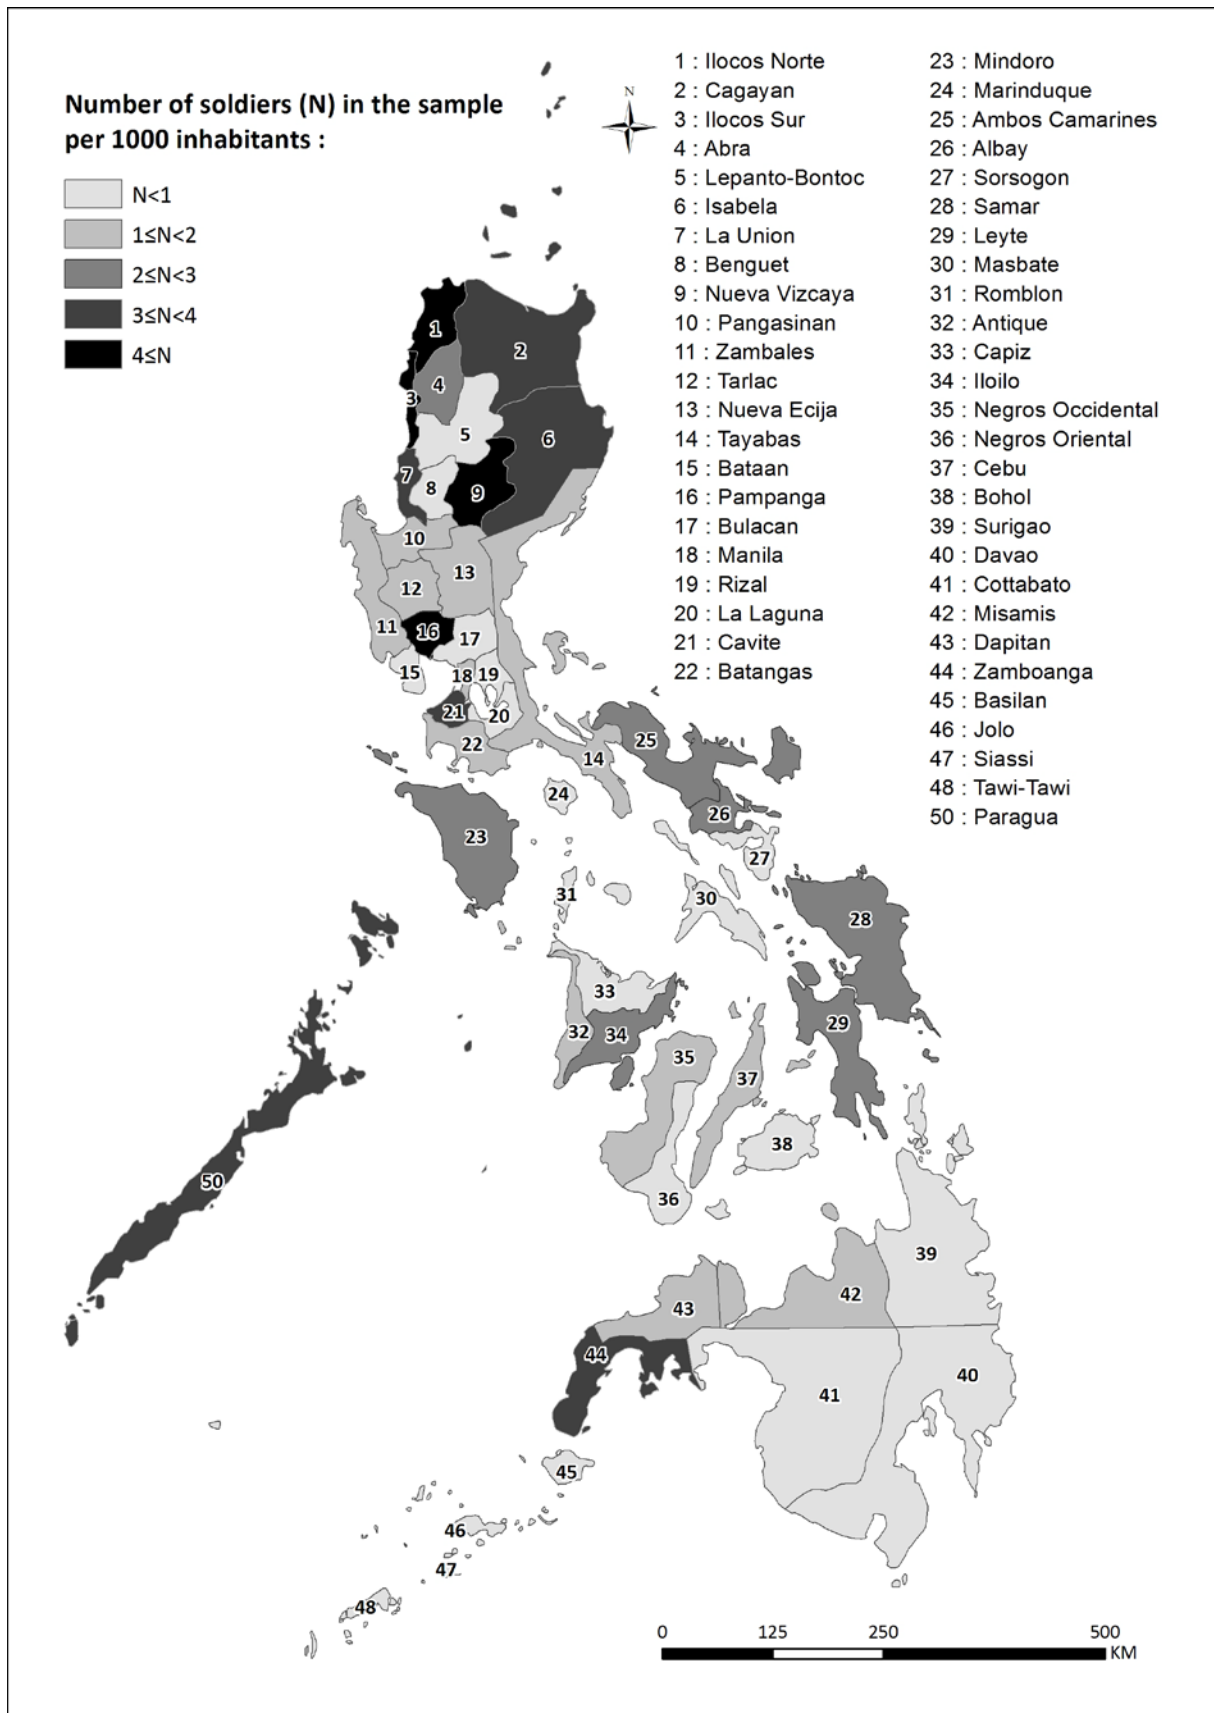 Number of soldiers (N) in the sample
per 1000 inhabitants :
N<1
1≤N<2
2≤N<3
3≤N<4
4≤N
N
1 : Ilocos Norte
2 : Cagayan
3 : Ilocos Sur
4 : Abra
5 : Lepanto-Bontoc
6 : Isabela
7 : La Union
8 : Benguet
9 : Nueva Vizcaya
10 : Pangasinan
11 : Zambales
12 : Tarlac
13 : Nueva Ecija
14 : Tayabas
15 : Bataan
16 : Pampanga
17 : Bulacan
18 : Manila
19 : Rizal
20 : La Laguna
21 : Cavite
22 : Batangas
23 : Mindoro
24 : Marinduque
25 : Ambos Camarines
26 : Albay
27 : Sorsogon
28 : Samar
29 : Leyte
30 : Masbate
31 : Romblon
32 : Antique
33 : Capiz
34 : Iloilo
35 : Negros Occidental
36 : Negros Oriental
37 : Cebu
38 : Bohol
39 : Surigao
40 : Davao
41 : Cottabato
42 : Misamis
43 : Dapitan
44 : Zamboanga
45 : Basilan
46 : Jolo
47 : Siassi
48 : Tawi-Tawi
50 : Paragua
1
2
4
3
5
6
7
8
9
10
13
12
11
16
17
15
18
19
21
20
22
14
25
24
26
23
27
31
30
28
33
32
34
29
35
37
38
50
36
39
42
43
44
40
41
45
46
47
48
0 125 250 500
KM